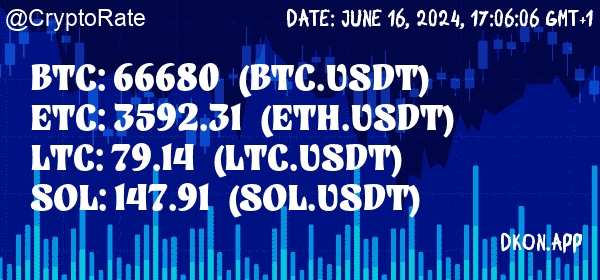 @CryptoRate
DATE: JUNE 16, 2024, 17:06:06 GMT+1
BTC: 66680 (BTC.USDT)
ETC: 3592.31 (ETH.USDT)
LTC: 79.14 (LTC.USDT)
SOL: 147.91 (SOL.USDT)
DKON.APP